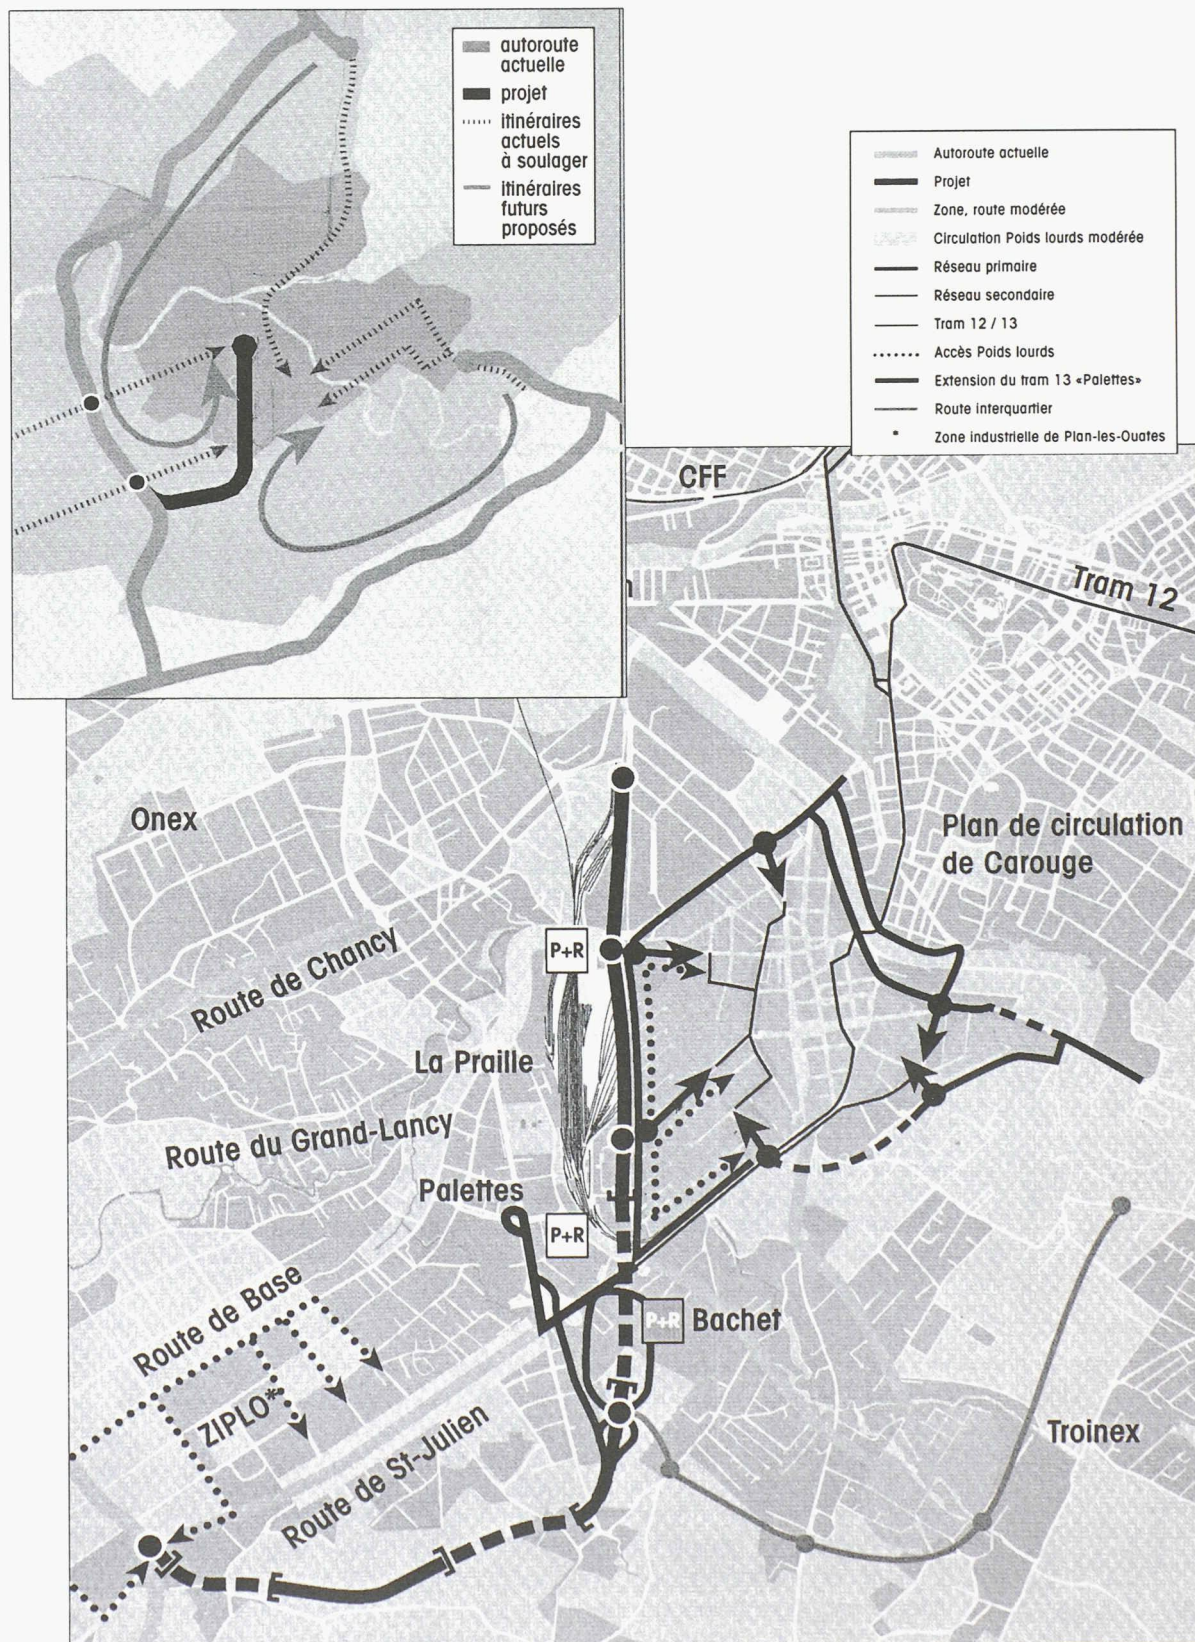 autoroute
actuelle
projet
itinéraires
actuels
à soulager
itinéraires
futurs
proposés
Autoroute actuelle
Projet
Zone, route modérée
Circulation Poids lourds modérée
Réseau primaire
Réseau secondaire
Tram 12 / 13
Accès Poids lourds
Extension du tram 13 «Palettes»
Route interquartier
* Zone industrielle de Plan-les-Ouates
CFF
Tram 12
Onex
Plan de circulation
de Carouge
P+R
Route de Chancy
La Praille
Route du Grand-Lancy
Palettes
P+R
Route de Base
P+R
Bachet
ZIPLO*
Route de St-Julien
Troinex